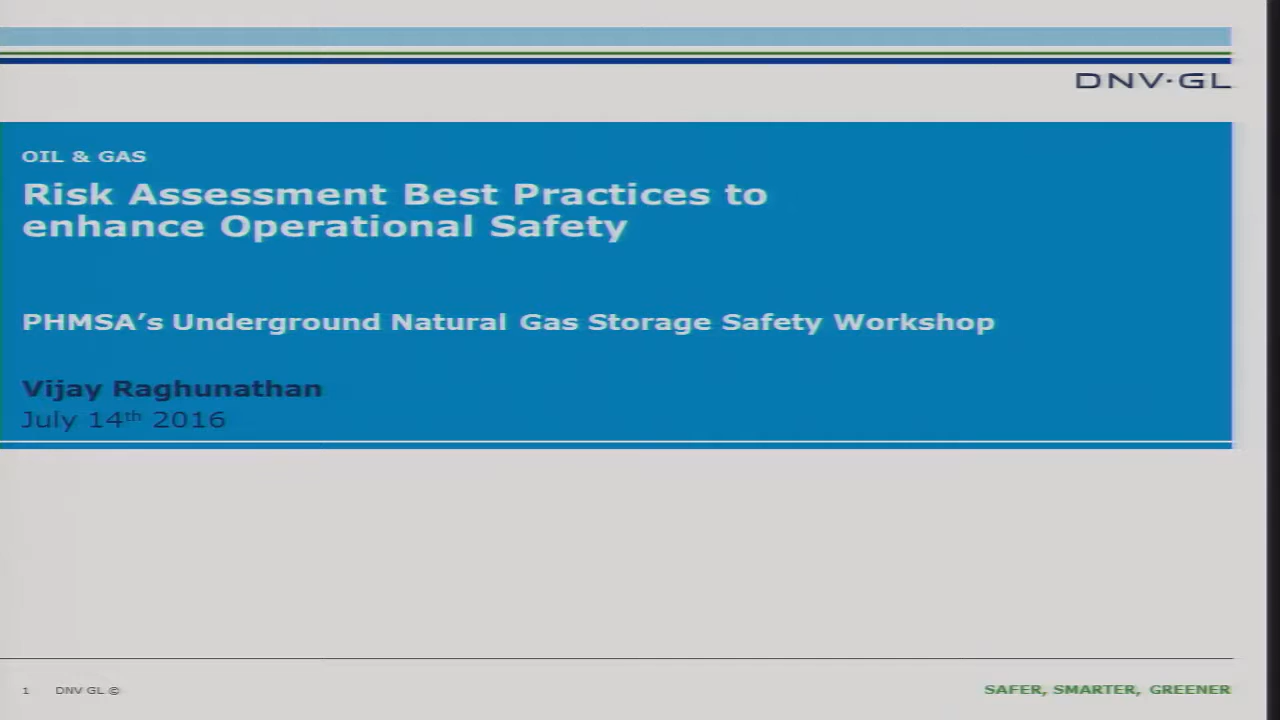 DNV·GL
OIL & GAS
Risk Assessment Best Practices to
enhance Operational Safety
PHMSA’s Underground Natural Gas Storage Safety Workshop
Vijay Raghunathan
July 14th 2016
1 DNV GL ©
SAFER, SMARTER, GREENER